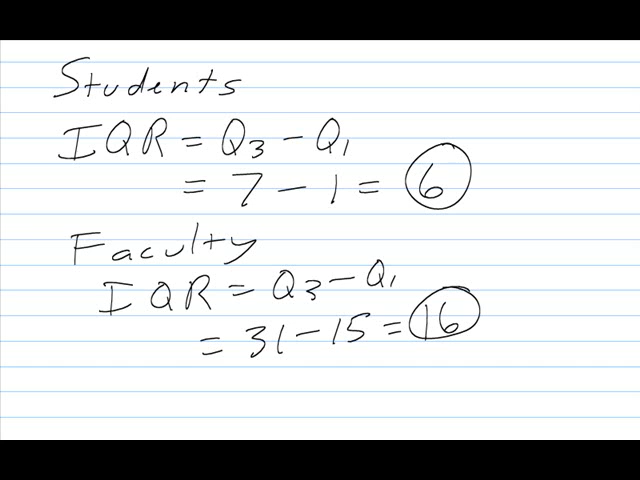 Students
IQR = Q3 - Q1
= 7 - 1 = 6
Faculty
IQR = Q3 - Q1
= 31 - 15 = 16